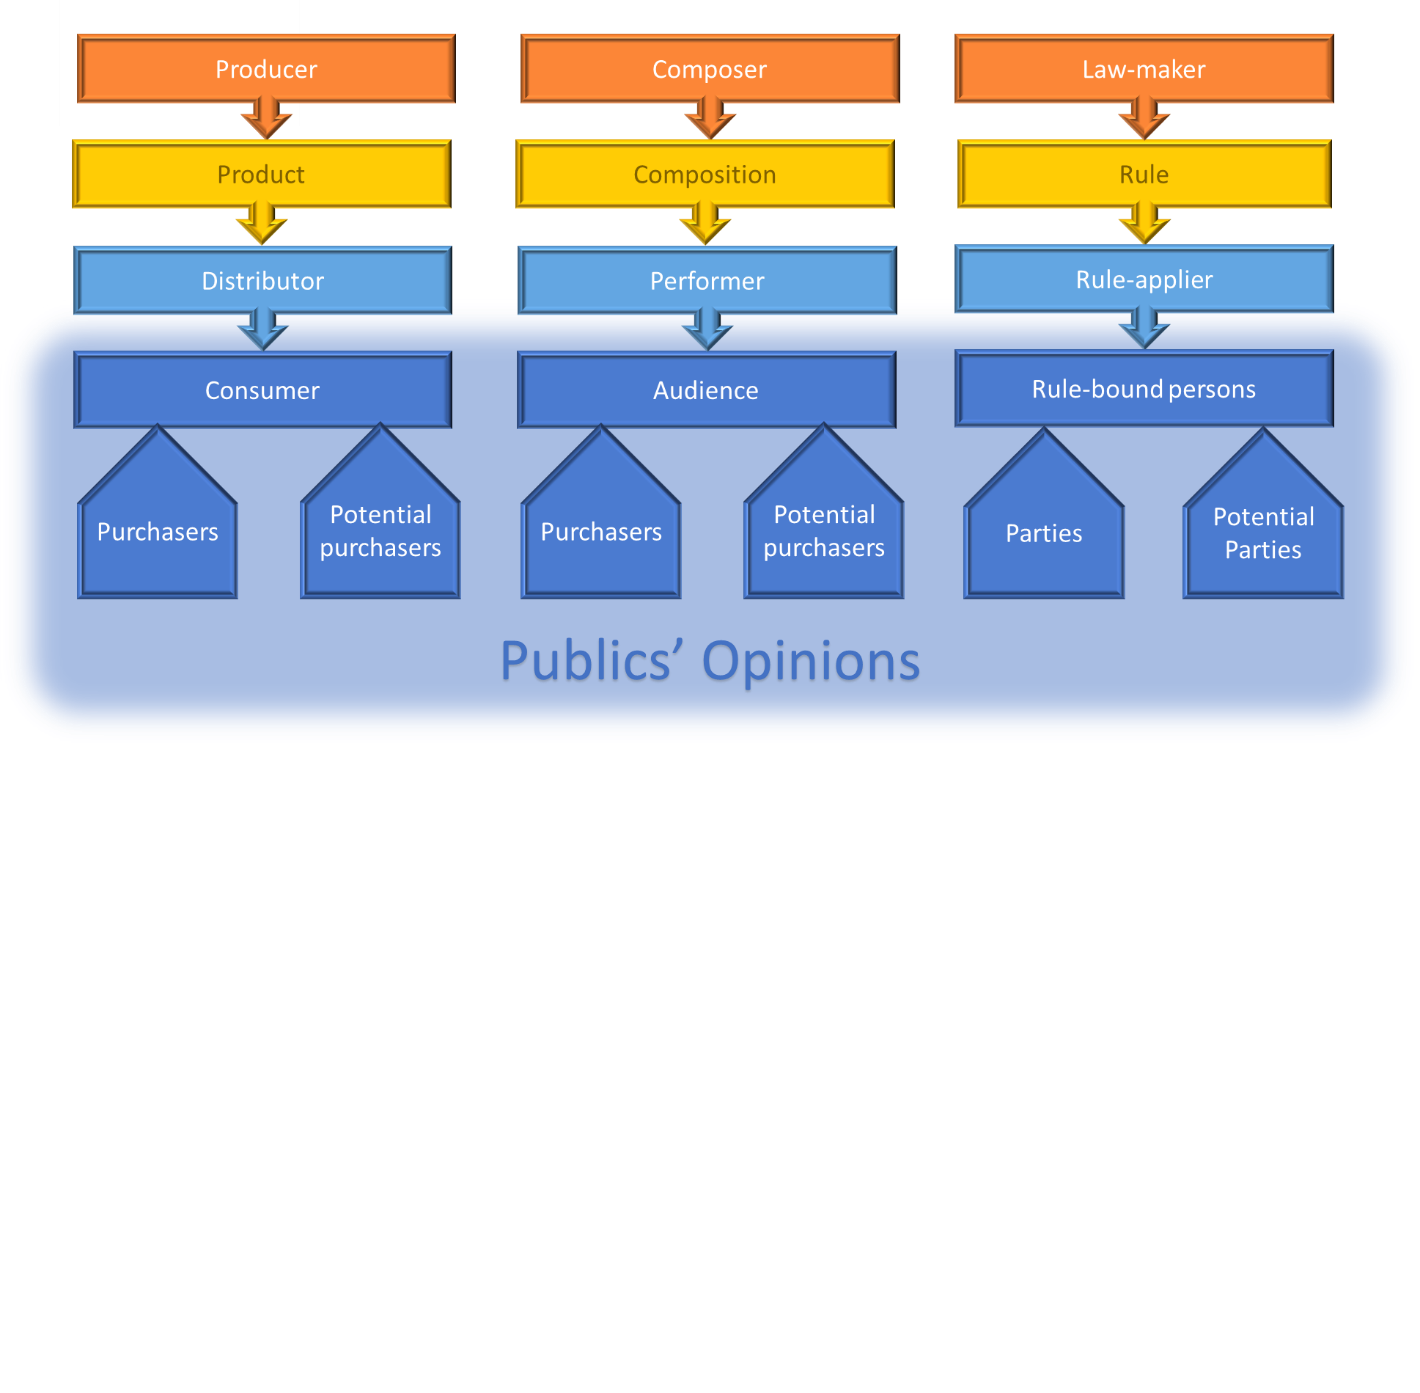 Producer
Composer
Law-maker
Product
Composition
Rule
Distributor
Performer
Rule-applier
Consumer
Audience
Rule-bound persons
Purchasers
Potential
purchasers
Purchasers
Potential
purchasers
Parties
Potential
Parties
Publics’ Opinions